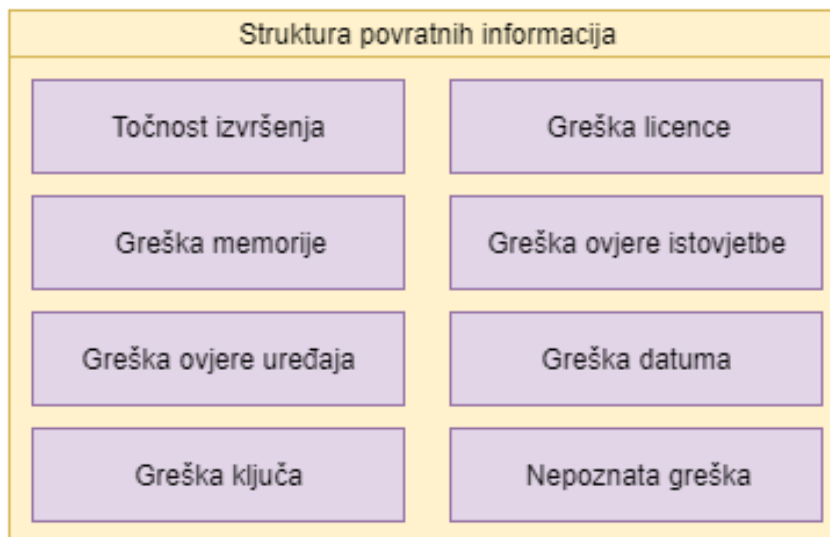 Struktura povratnih informacija
Točnost izvršenja
Greška licence
Greška memorije
Greška ovjere istovjetbe
Greška ovjere uređaja
Greška datuma
Greška ključa
Nepoznata greška